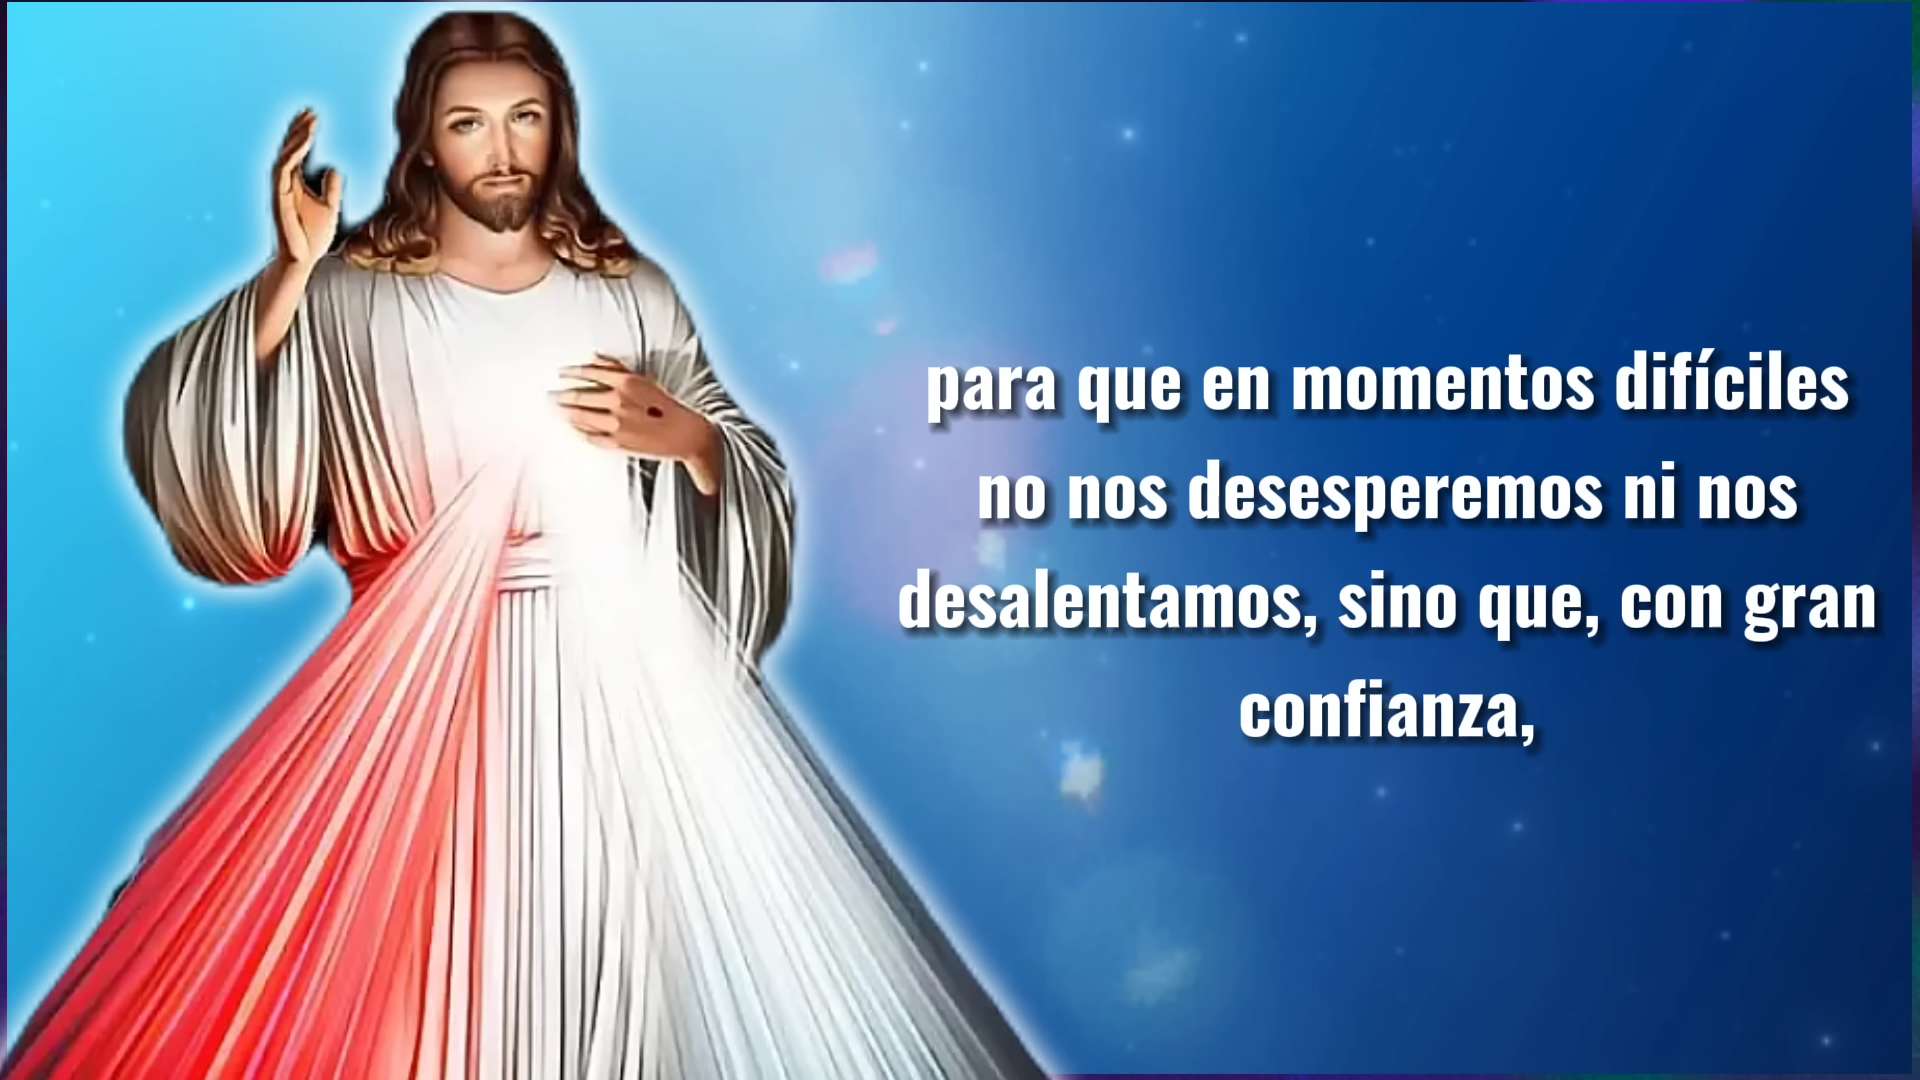 para que en momentos difíciles
no nos desesperemos ni nos
desalentamos, sino que, con gran
confianza,